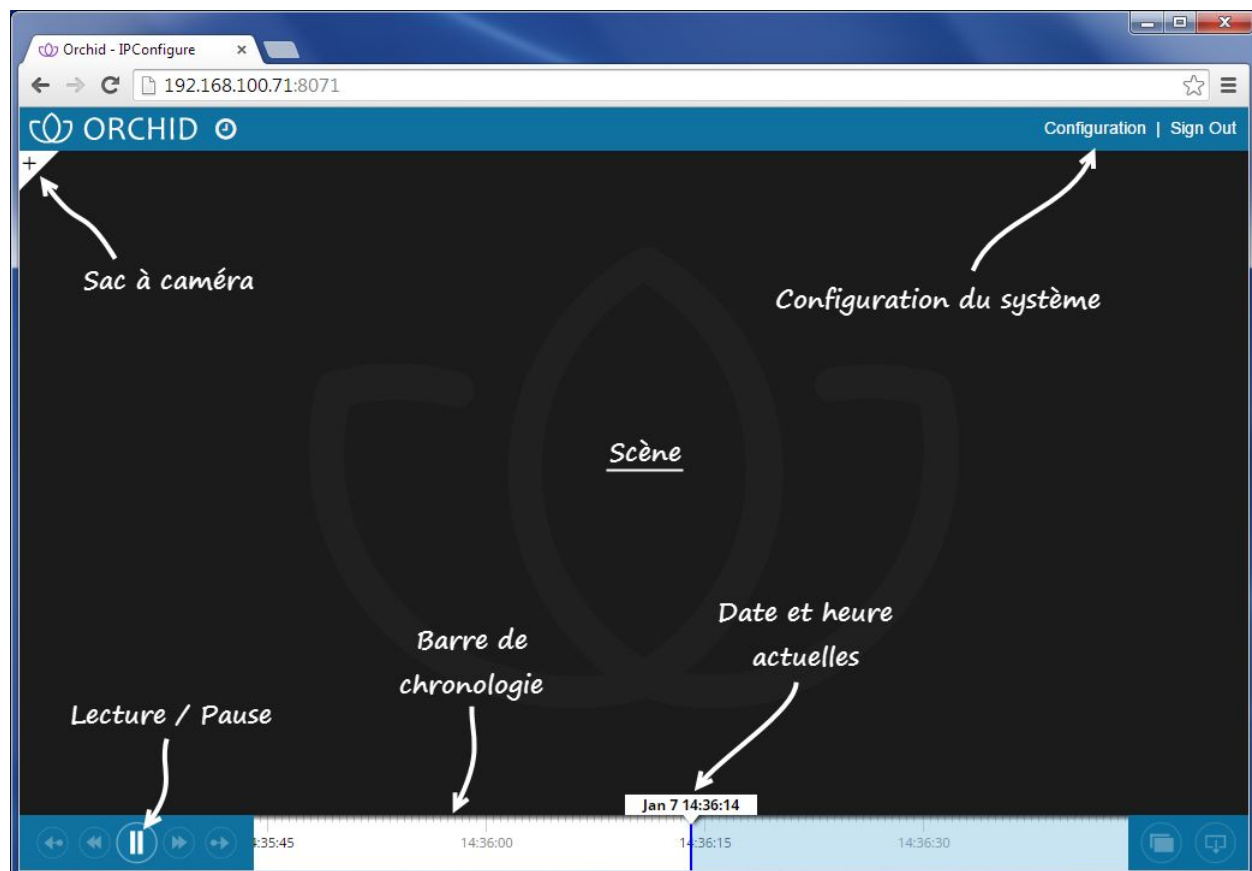 Orchid - IPConfigure
192.168.100.71:8071
ORCHID
Configuration | Sign Out
+
Sac à caméra
Configuration du système
Scène
Date et heure
actuelles
Barre de
chronologie
Lecture / Pause
Jan 7 14:36:14
4:35:45 14:36:00 14:36:15 14:36:30